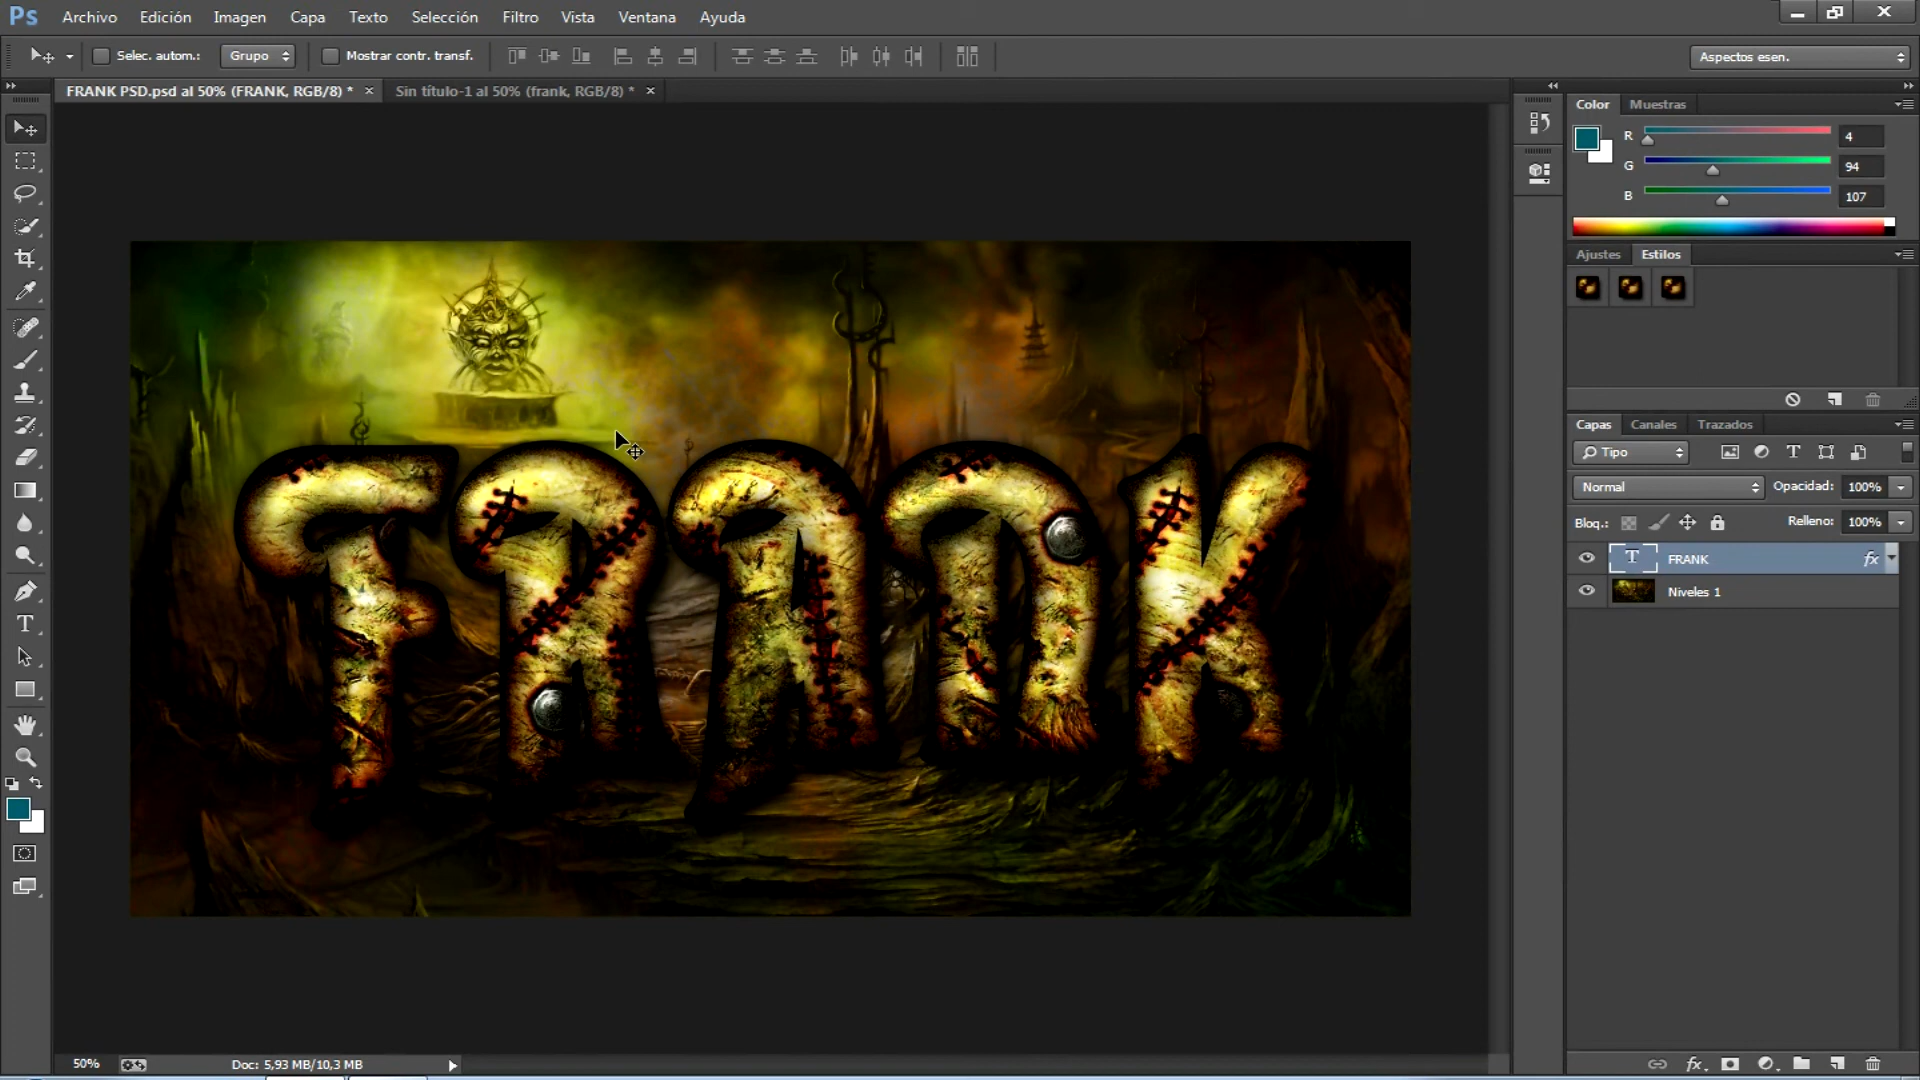 Ps Archivo Edición Imagen Capa Texto Selección Filtro Vista Ventana Ayuda
Selec. autom.: Grupo Mostrar contr. transf. Aspectos esen.
FRANK PSD.psd al 50% (FRANK, RGB/8) * × Sin título-1 al 50% (frank, RGB/8) * ×
Color Muestras
R 4
G 94
B 107
Ajustes Estilos
Capas Canales Trazados
Tipo
Normal Opacidad: 100%
Bloq.: Relleno: 100%
T FRANK fx
Niveles 1
FRANK
50% Doc: 5,93 MB/10,3 MB
fx